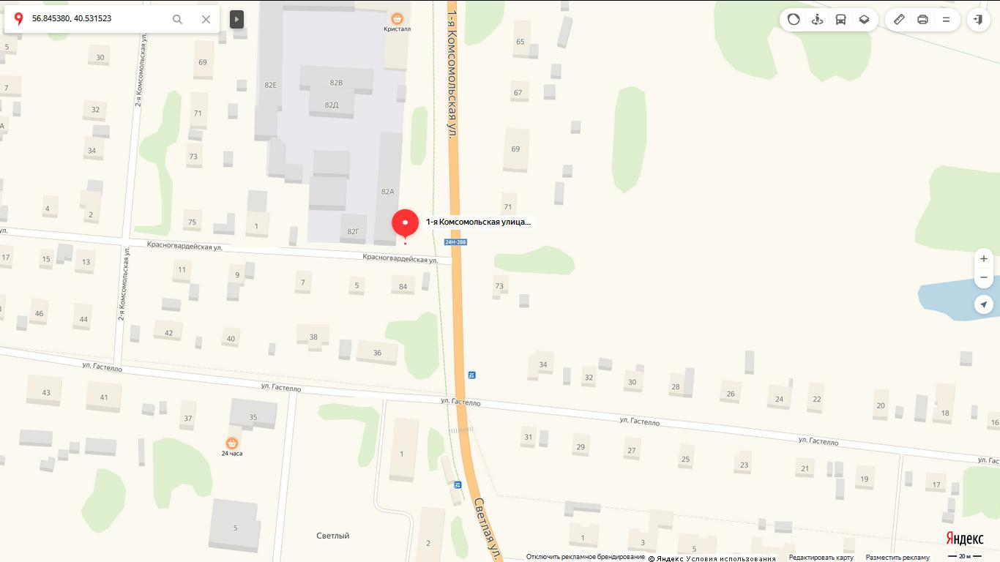 56.845380, 40.531523
Кристалл
1-я Комсомольская ул.
2-я Комсомольская ул.
5
30
69
65
7
82Е
82В
67
32
71
82Д
А
34
73
69
82А
4
2
75
1
71
82Г
1-я Комсомольская улица...
ул.
24Н-288
Красногвардейская ул.
Красногвардейская ул.
17
15
13
11
9
7
5
84
73
2-я Комсомольская ул.
46
44
42
40
38
36
34
32
30
28
26
24
22
20
18
16
ул. Гастелло
ул. Гастелло
ул. Гастелло
ул. Гастелло
ул. Гастелло
ул. Гас
43
41
37
35
24 часа
1
31
29
27
25
23
21
19
17
5
Светлый
2
Светлая ул.
1
3
5
Яндекс
20 м
Отключить рекламное брендирование
© Яндекс Условия использования
Редактировать карту
Разместить рекламу